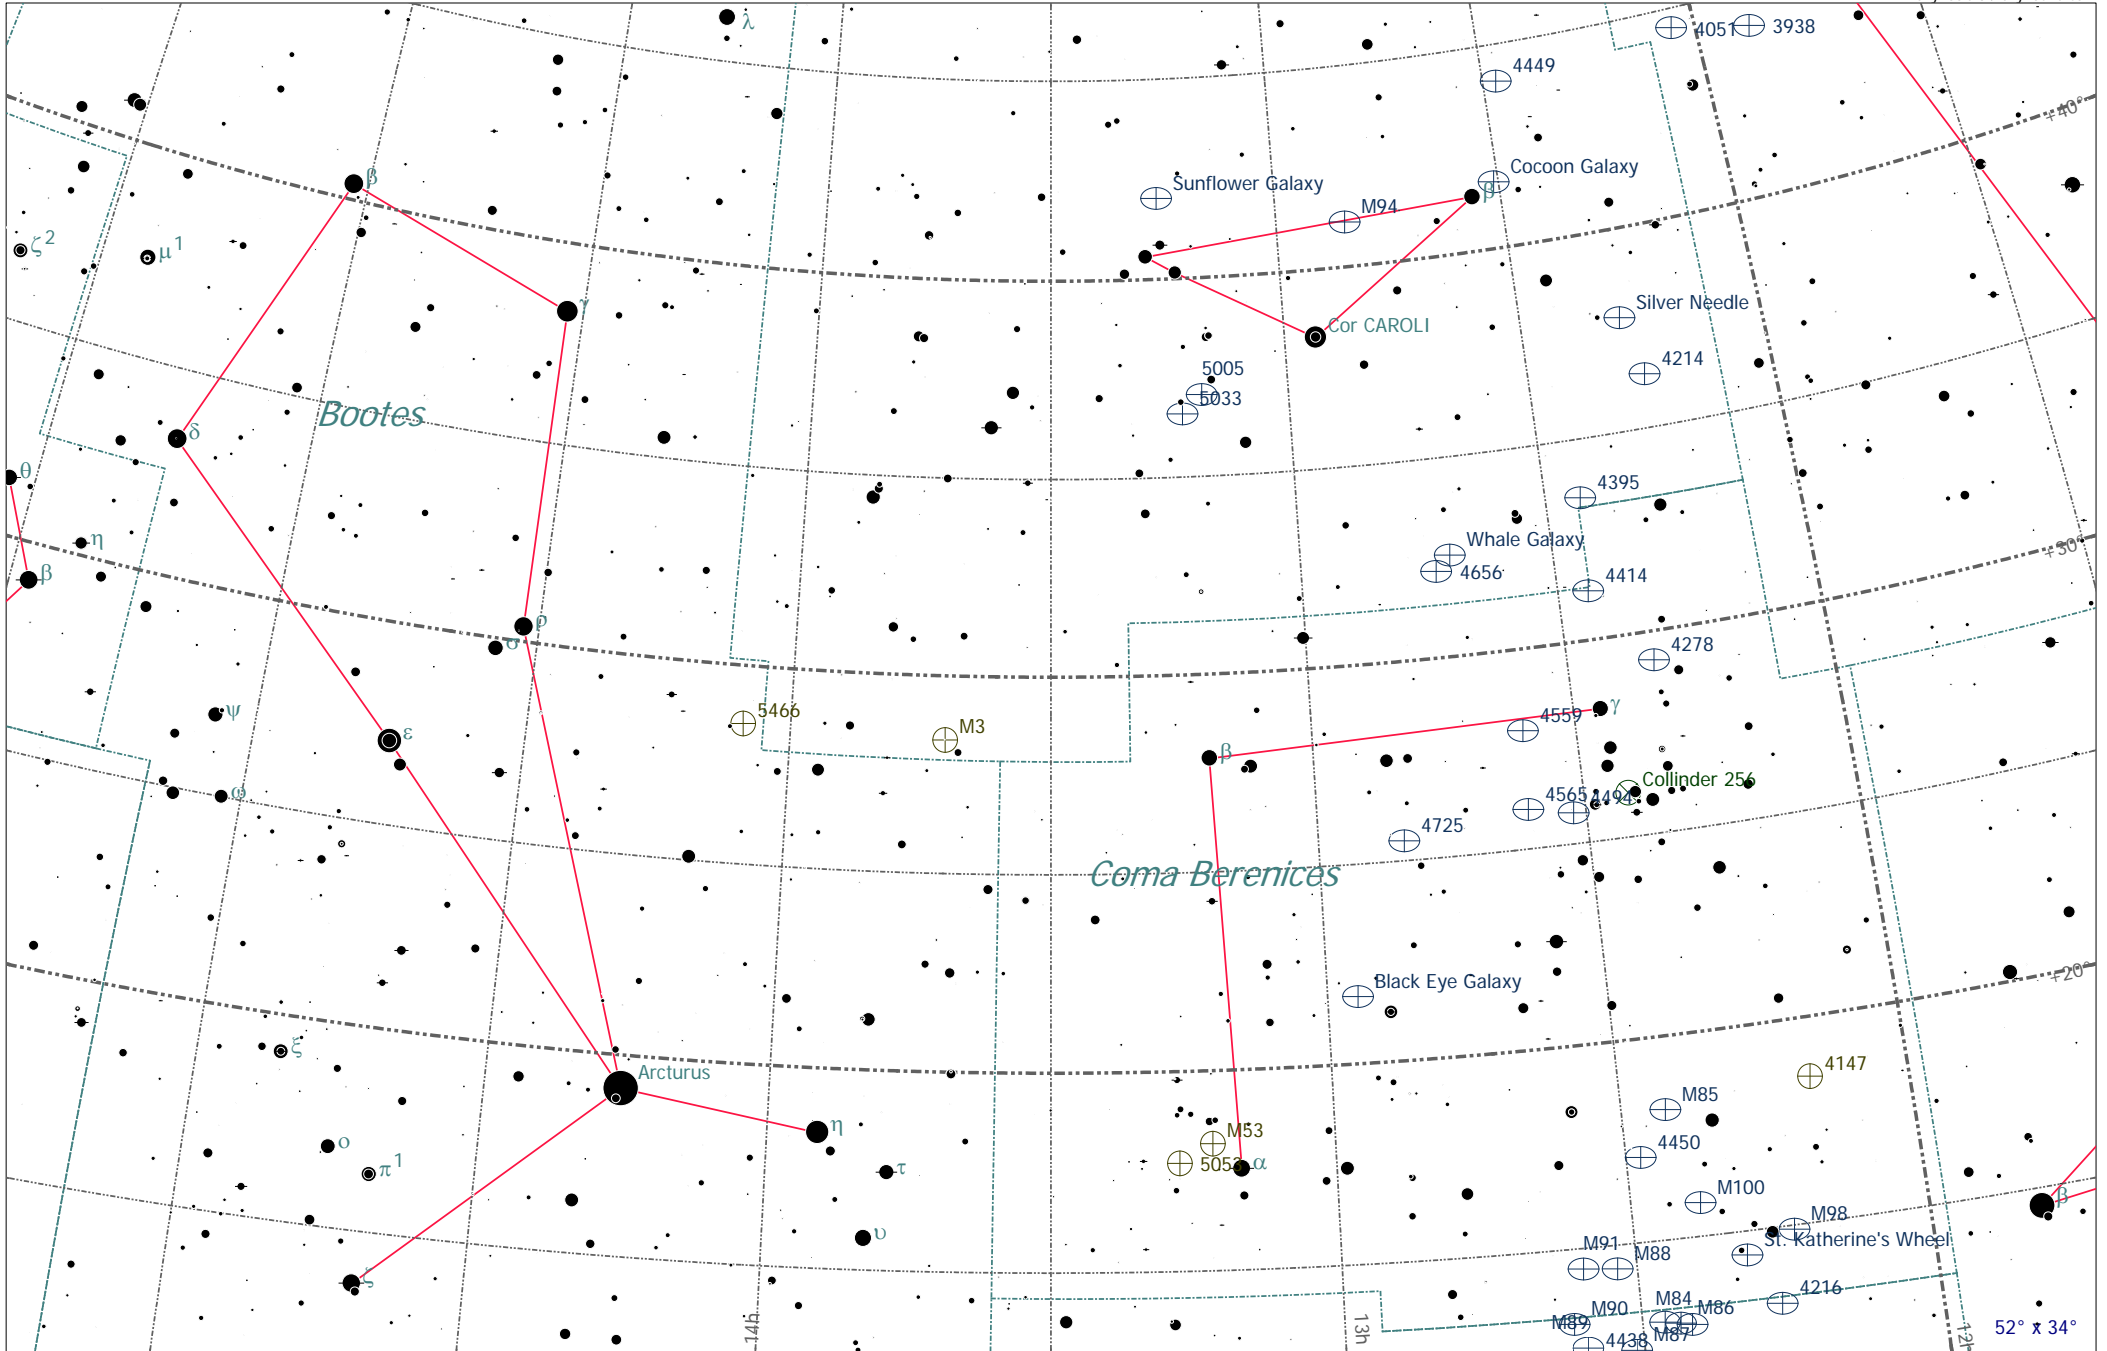 λ
4051
3938
4449
+40°
β
Sunflower Galaxy
Cocoon Galaxy
M94
β
ζ2
μ1
γ
Cor CAROLI
Silver Needle
5005
4214
5033
Bootes
δ
θ
4395
η
β
Whale Galaxy
4656
4414
+30°
ρ
σ
4278
ψ
5466
M3
4559
γ
ε
β
Collinder 256
ω
4565
4494
4725
Coma Berenices
+20°
Black Eye Galaxy
ξ
Arcturus
4147
M85
ο
η
M53
4450
π1
τ
5053
α
M100
β
M98
υ
St. Katherine's Wheel
M91
M88
ζ
4216
M90
M84
M86
M89
M87
4438
14h
13h
12h
52° x 34°